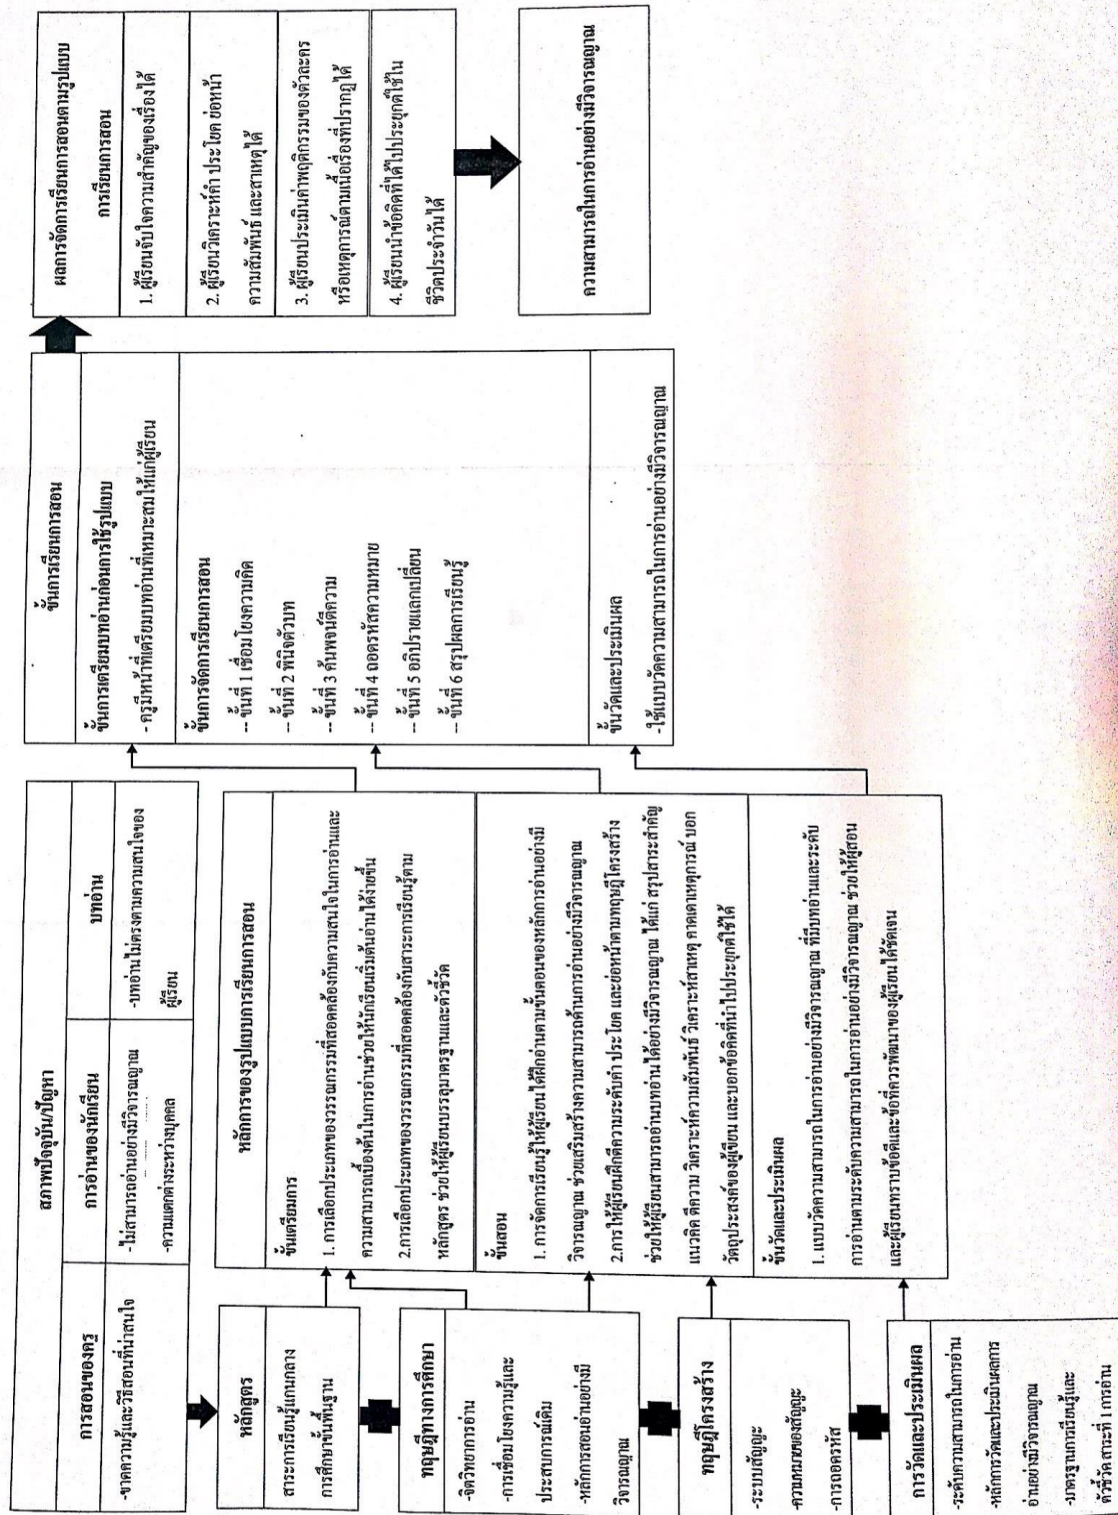 สภาพปัจจุบัน/ปัญหา
การสอนของครู
-ขาดความรู้และวิธีสอนที่น่าสนใจ
การอ่านของนักเรียน
-ไม่สามารถอ่านอย่างมีวิจารณญาณ
-ความแตกต่างระหว่างบุคคล
บทอ่าน
-บทอ่านไม่ตรงตามความสนใจของ
ผู้เรียน
หลักสูตร
สาระการเรียนรู้แกนกลาง
การศึกษาขั้นพื้นฐาน
ทฤษฎีทางการศึกษา
-จิตวิทยาการอ่าน
-การเชื่อมโยงความรู้และ
ประสบการณ์เดิม
-หลักการสอนอ่านอย่างมี
วิจารณญาณ
ทฤษฎีโครงสร้าง
-ระบบสัญญะ
-ความหมายของสัญญะ
-การถอดรหัส
การวัดและประเมินผล
-ระดับความสามารถในการอ่าน
-หลักการวัดและประเมินผลการ
อ่านอย่างมีวิจารณญาณ
-มาตรฐานการเรียนรู้และ
ตัวชี้วัด สาระที่ 1 การอ่าน
หลักการของรูปแบบการเรียนการสอน
ขั้นเตรียมการ
1. การเลือกประเภทของวรรณกรรมที่สอดคล้องกับความสนใจในการอ่านและ
ความสามารถเบื้องต้นในการอ่านช่วยให้นักเรียนเริ่มต้นอ่านได้ง่ายขึ้น
2.การเลือกประเภทของวรรณกรรมที่สอดคล้องกับสาระการเรียนรู้ตาม
หลักสูตร ช่วยให้ผู้เรียนบรรลุมาตรฐานและตัวชี้วัด
ขั้นสอน
1. การจัดการเรียนรู้ให้ผู้เรียนได้ฝึกอ่านตามขั้นตอนของหลักการอ่านอย่างมี
วิจารณญาณ ช่วยเสริมสร้างความสามารถด้านการอ่านอย่างมีวิจารณญาณ
2.การให้ผู้เรียนฝึกตีความระดับคำ ประโยค และย่อหน้าตามทฤษฎีโครงสร้าง
ช่วยให้ผู้เรียนสามารถอ่านบทอ่านได้อย่างมีวิจารณญาณ ได้แก่ สรุปสาระสำคัญ
แนวคิด ตีความ วิเคราะห์ความสัมพันธ์ วิเคราะห์สาเหตุ คาดเดาเหตุการณ์ บอก
วัตถุประสงค์ของผู้เขียน และบอกข้อคิดที่นำไปประยุกต์ใช้ได้
ขั้นวัดและประเมินผล
1. แบบวัดความสามารถในการอ่านอย่างมีวิจารณญาณ ที่มีบทอ่านและระดับ
การอ่านตามระดับความสามารถในการอ่านอย่างมีวิจารณญาณ ช่วยให้ผู้สอน
และผู้เรียนทราบข้อดีและข้อที่ควรพัฒนาของผู้เรียนได้ชัดเจน
ขั้นการเรียนการสอน
ขั้นการเตรียมบทอ่านก่อนการใช้รูปแบบ
- ครูมีหน้าที่เตรียมบทอ่านที่เหมาะสมให้แก่ผู้เรียน
ขั้นการจัดการเรียนการสอน
-- ขั้นที่ 1 เชื่อมโยงความคิด
-- ขั้นที่ 2 พินิจตัวบท
-- ขั้นที่ 3 ค้นพจน์ตีความ
-- ขั้นที่ 4 ถอดรหัสความหมาย
-- ขั้นที่ 5 อภิปรายแลกเปลี่ยน
-- ขั้นที่ 6 สรุปผลการเรียนรู้
ขั้นวัดและประเมินผล
-ใช้แบบวัดความสามารถในการอ่านอย่างมีวิจารณญาณ
ผลการจัดการเรียนการสอนตามรูปแบบ
การเรียนการสอน
1. ผู้เรียนจับใจความสำคัญของเรื่องได้
2. ผู้เรียนวิเคราะห์คำ ประโยค ย่อหน้า
ความสัมพันธ์ และสาเหตุได้
3. ผู้เรียนประเมินค่าพฤติกรรมของตัวละคร
หรือเหตุการณ์ตามเนื้อเรื่องที่ปรากฏได้
4. ผู้เรียนนำข้อคิดที่ได้ไปประยุกต์ใช้ใน
ชีวิตประจำวันได้
ความสามารถในการอ่านอย่างมีวิจารณญาณ